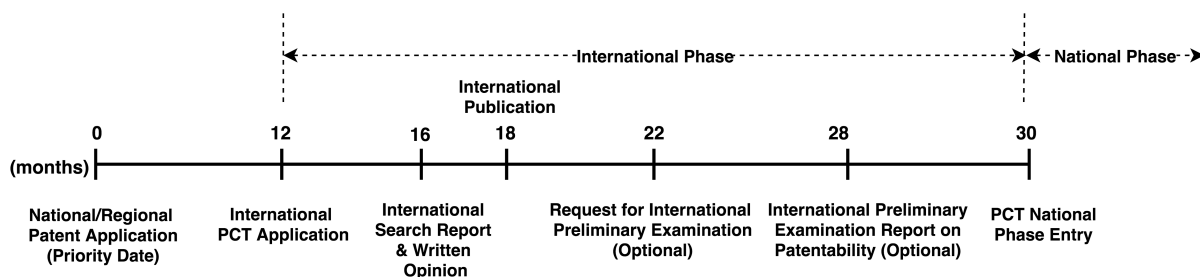 International Phase
National Phase
International
Publication
0
12
16
18
22
28
30
(months)
National/Regional
Patent Application
(Priority Date)
International
PCT Application
International
Search Report
& Written
Opinion
Request for International
Preliminary Examination
(Optional)
International Preliminary
Examination Report on
Patentability (Optional)
PCT National
Phase Entry